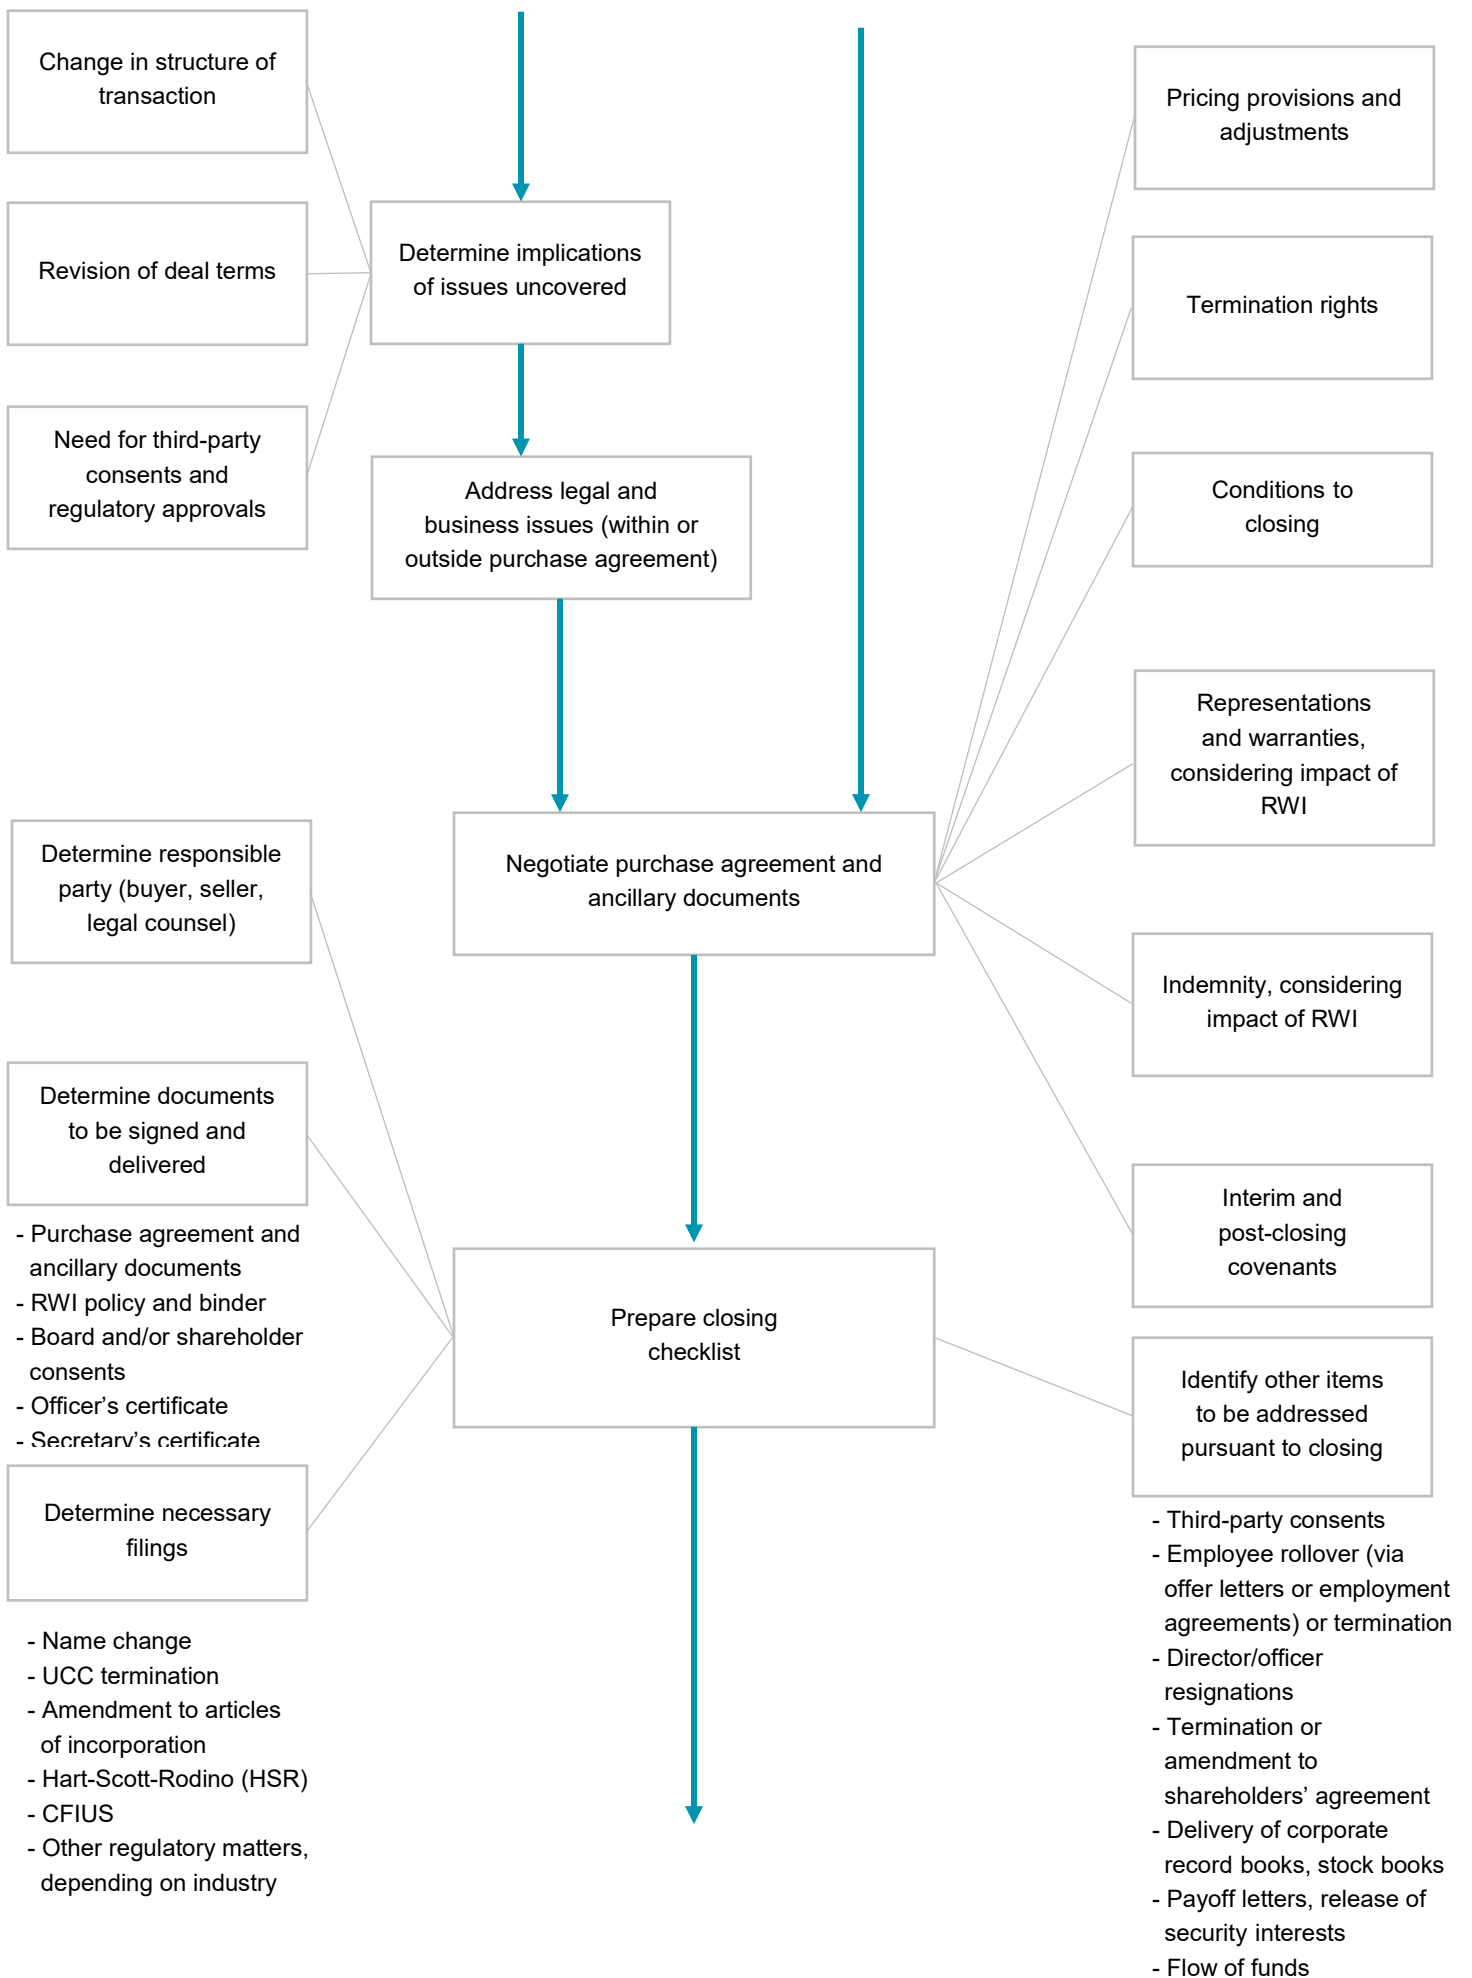 Change in structure of
transaction
Revision of deal terms
Need for third-party
consents and
regulatory approvals
Determine implications
of issues uncovered
Address legal and
business issues (within or
outside purchase agreement)
Pricing provisions and
adjustments
Termination rights
Conditions to
closing
Representations
and warranties,
considering impact of
RWI
Indemnity, considering
impact of RWI
Interim and
post-closing
covenants
Negotiate purchase agreement and
ancillary documents
Determine responsible
party (buyer, seller,
legal counsel)
Determine documents
to be signed and
delivered
- Purchase agreement and
ancillary documents
- RWI policy and binder
- Board and/or shareholder
consents
- Officer’s certificate
- Secretary’s certificate
Determine necessary
filings
- Name change
- UCC termination
- Amendment to articles
of incorporation
- Hart-Scott-Rodino (HSR)
- CFIUS
- Other regulatory matters,
depending on industry
Prepare closing
checklist
Identify other items
to be addressed
pursuant to closing
- Third-party consents
- Employee rollover (via
offer letters or employment
agreements) or termination
- Director/officer
resignations
- Termination or
amendment to
shareholders’ agreement
- Delivery of corporate
record books, stock books
- Payoff letters, release of
security interests
- Flow of funds